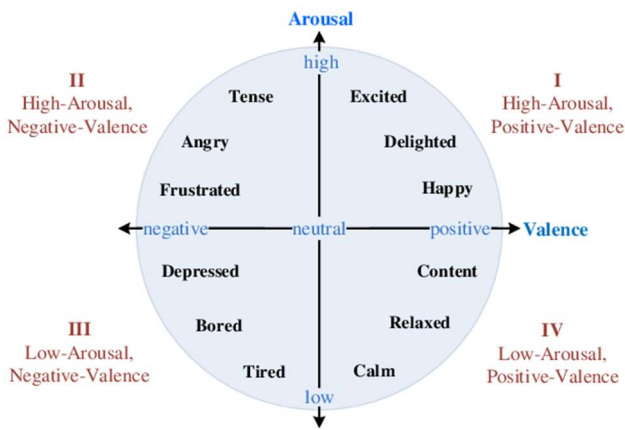 Arousal
high
II
High-Arousal,
Negative-Valence
I
High-Arousal,
Positive-Valence
Tense
Excited
Angry
Delighted
Frustrated
Happy
negative
neutral
positive
Valence
Depressed
Content
Bored
Relaxed
Tired
Calm
III
Low-Arousal,
Negative-Valence
IV
Low-Arousal,
Positive-Valence
low